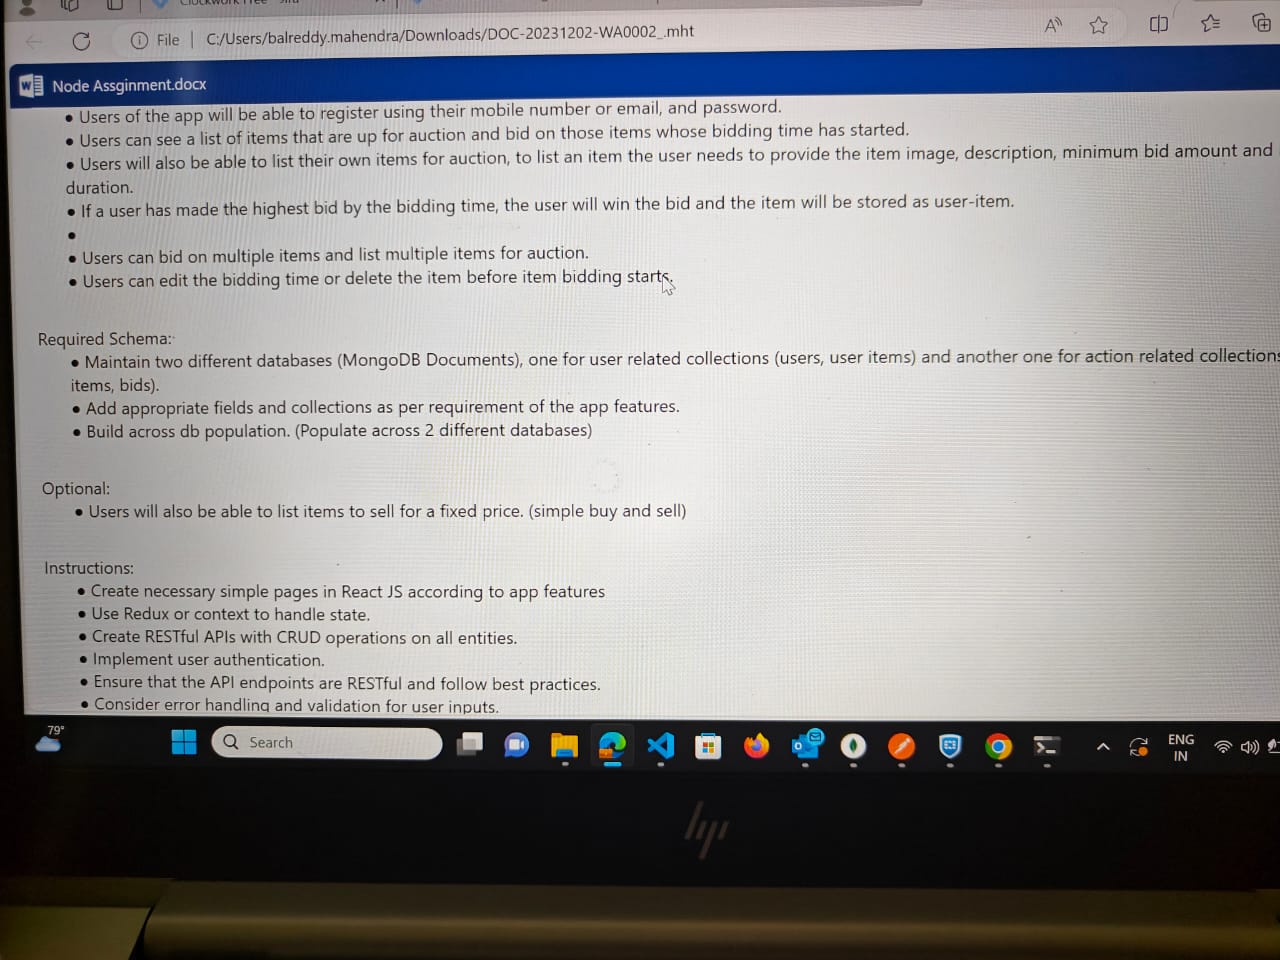 File | C:/Users/balreddy.mahendra/Downloads/DOC-20231202-WA0002_.mht
Node Assginment.docx
• Users of the app will be able to register using their mobile number or email, and password.
• Users can see a list of items that are up for auction and bid on those items whose bidding time has started.
• Users will also be able to list their own items for auction, to list an item the user needs to provide the item image, description, minimum bid amount and
duration.
• If a user has made the highest bid by the bidding time, the user will win the bid and the item will be stored as user-item.
•
• Users can bid on multiple items and list multiple items for auction.
• Users can edit the bidding time or delete the item before item bidding starts.
Required Schema:
• Maintain two different databases (MongoDB Documents), one for user related collections (users, user items) and another one for action related collections
items, bids).
• Add appropriate fields and collections as per requirement of the app features.
• Build across db population. (Populate across 2 different databases)
Optional:
• Users will also be able to list items to sell for a fixed price. (simple buy and sell)
Instructions:
• Create necessary simple pages in React JS according to app features
• Use Redux or context to handle state.
• Create RESTful APIs with CRUD operations on all entities.
• Implement user authentication.
• Ensure that the API endpoints are RESTful and follow best practices.
• Consider error handling and validation for user inputs.
79°
Search
ENG
IN
hp